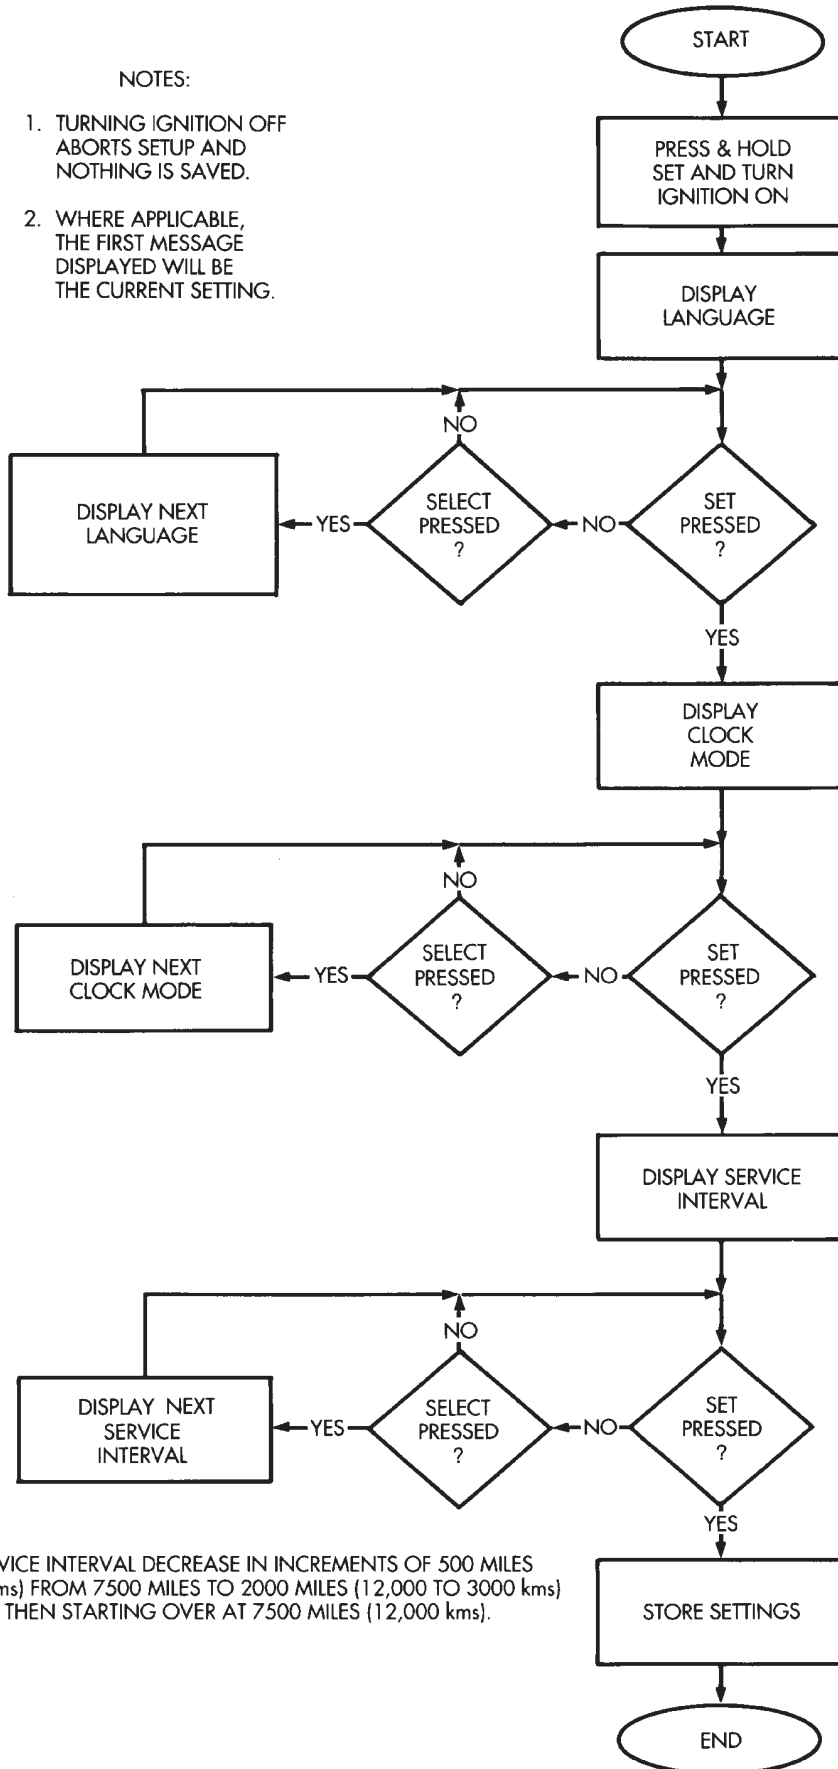 START
NOTES:
1. TURNING IGNITION OFF
ABORTS SETUP AND
NOTHING IS SAVED.
2. WHERE APPLICABLE,
THE FIRST MESSAGE
DISPLAYED WILL BE
THE CURRENT SETTING.
PRESS & HOLD
SET AND TURN
IGNITION ON
DISPLAY
LANGUAGE
SET
PRESSED
?
NO
SELECT
PRESSED
?
NO
YES
DISPLAY NEXT
LANGUAGE
YES
DISPLAY
CLOCK
MODE
SET
PRESSED
?
NO
SELECT
PRESSED
?
NO
YES
DISPLAY NEXT
CLOCK MODE
YES
DISPLAY SERVICE
INTERVAL
SET
PRESSED
?
NO
SELECT
PRESSED
?
NO
YES
DISPLAY NEXT
SERVICE
INTERVAL
YES
INTERVAL DECREASE IN INCREMENTS OF 500 MILES
FROM 7500 MILES TO 2000 MILES (12,000 TO 3000 kms)
THEN STARTING OVER AT 7500 MILES (12,000 kms).
STORE SETTINGS
END